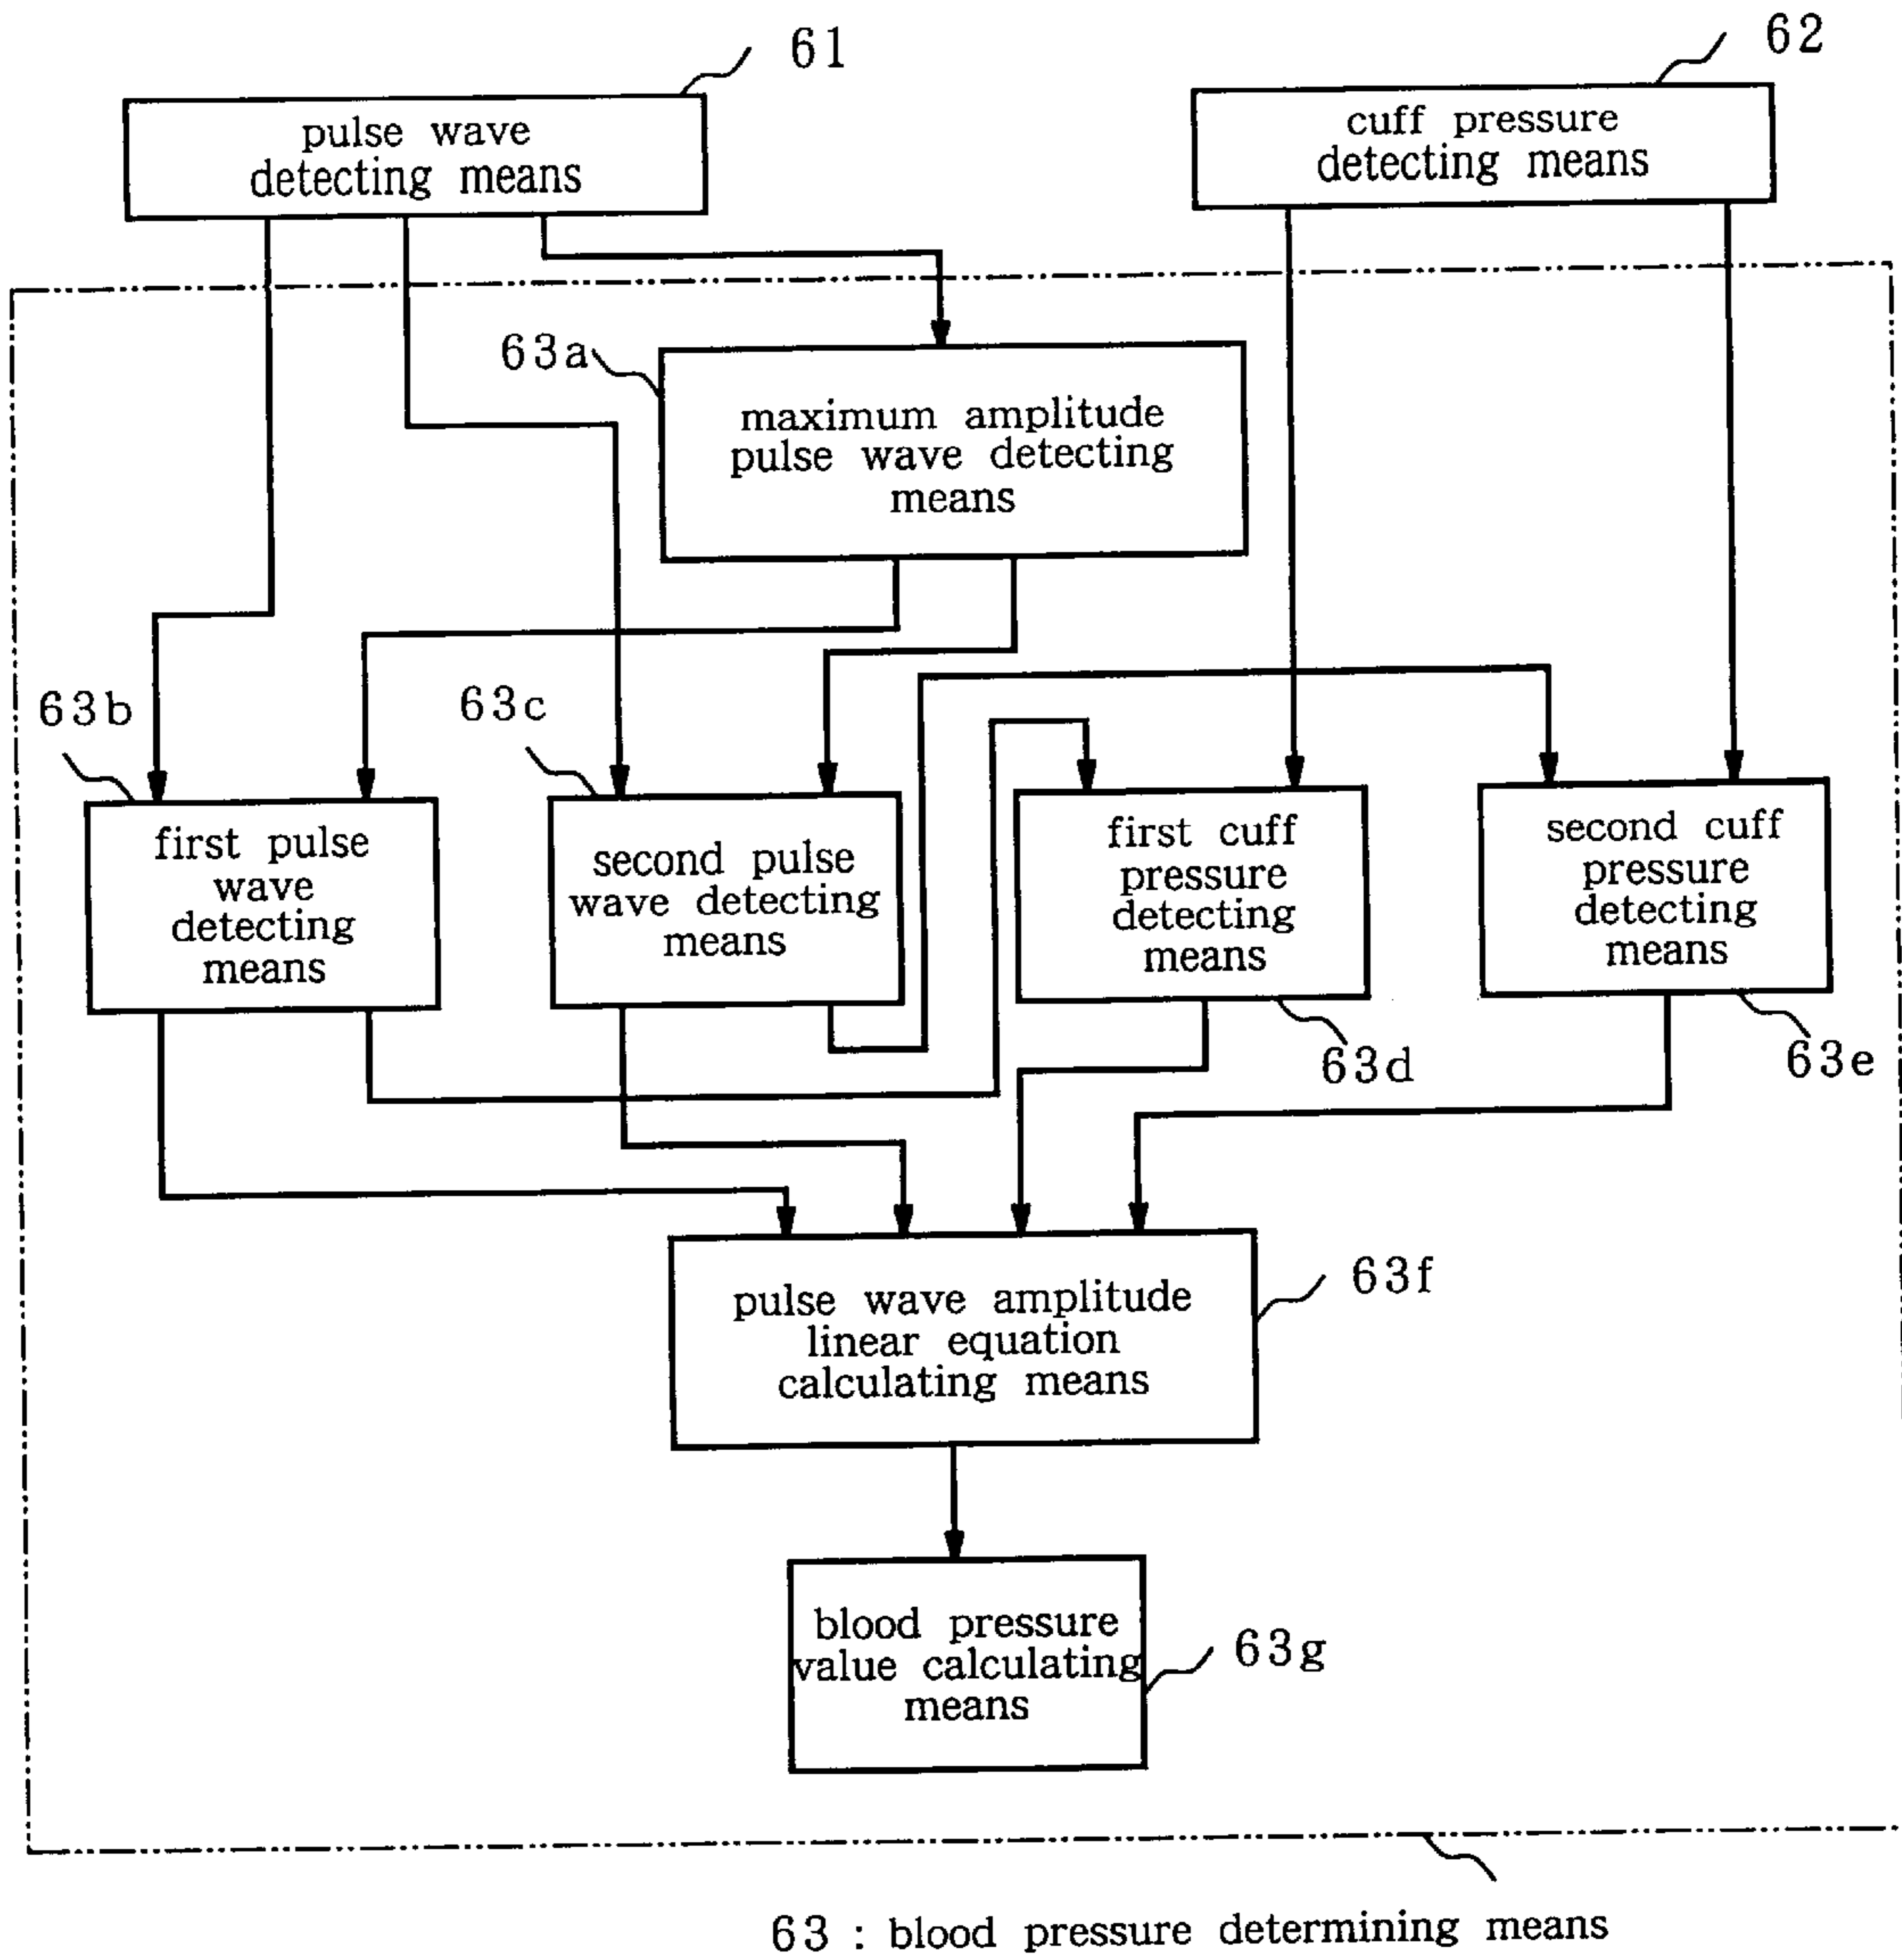 61
62
pulse wave
detecting means
cuff pressure
detecting means
63a
maximum amplitude
pulse wave detecting
means
63b
63c
first pulse
wave
detecting
means
second pulse
wave detecting
means
first cuff
pressure
detecting
means
second cuff
pressure
detecting
means
63d
63e
pulse wave amplitude
linear equation
calculating means
63f
blood pressure
value calculating
means
63g
63 : blood pressure determining means